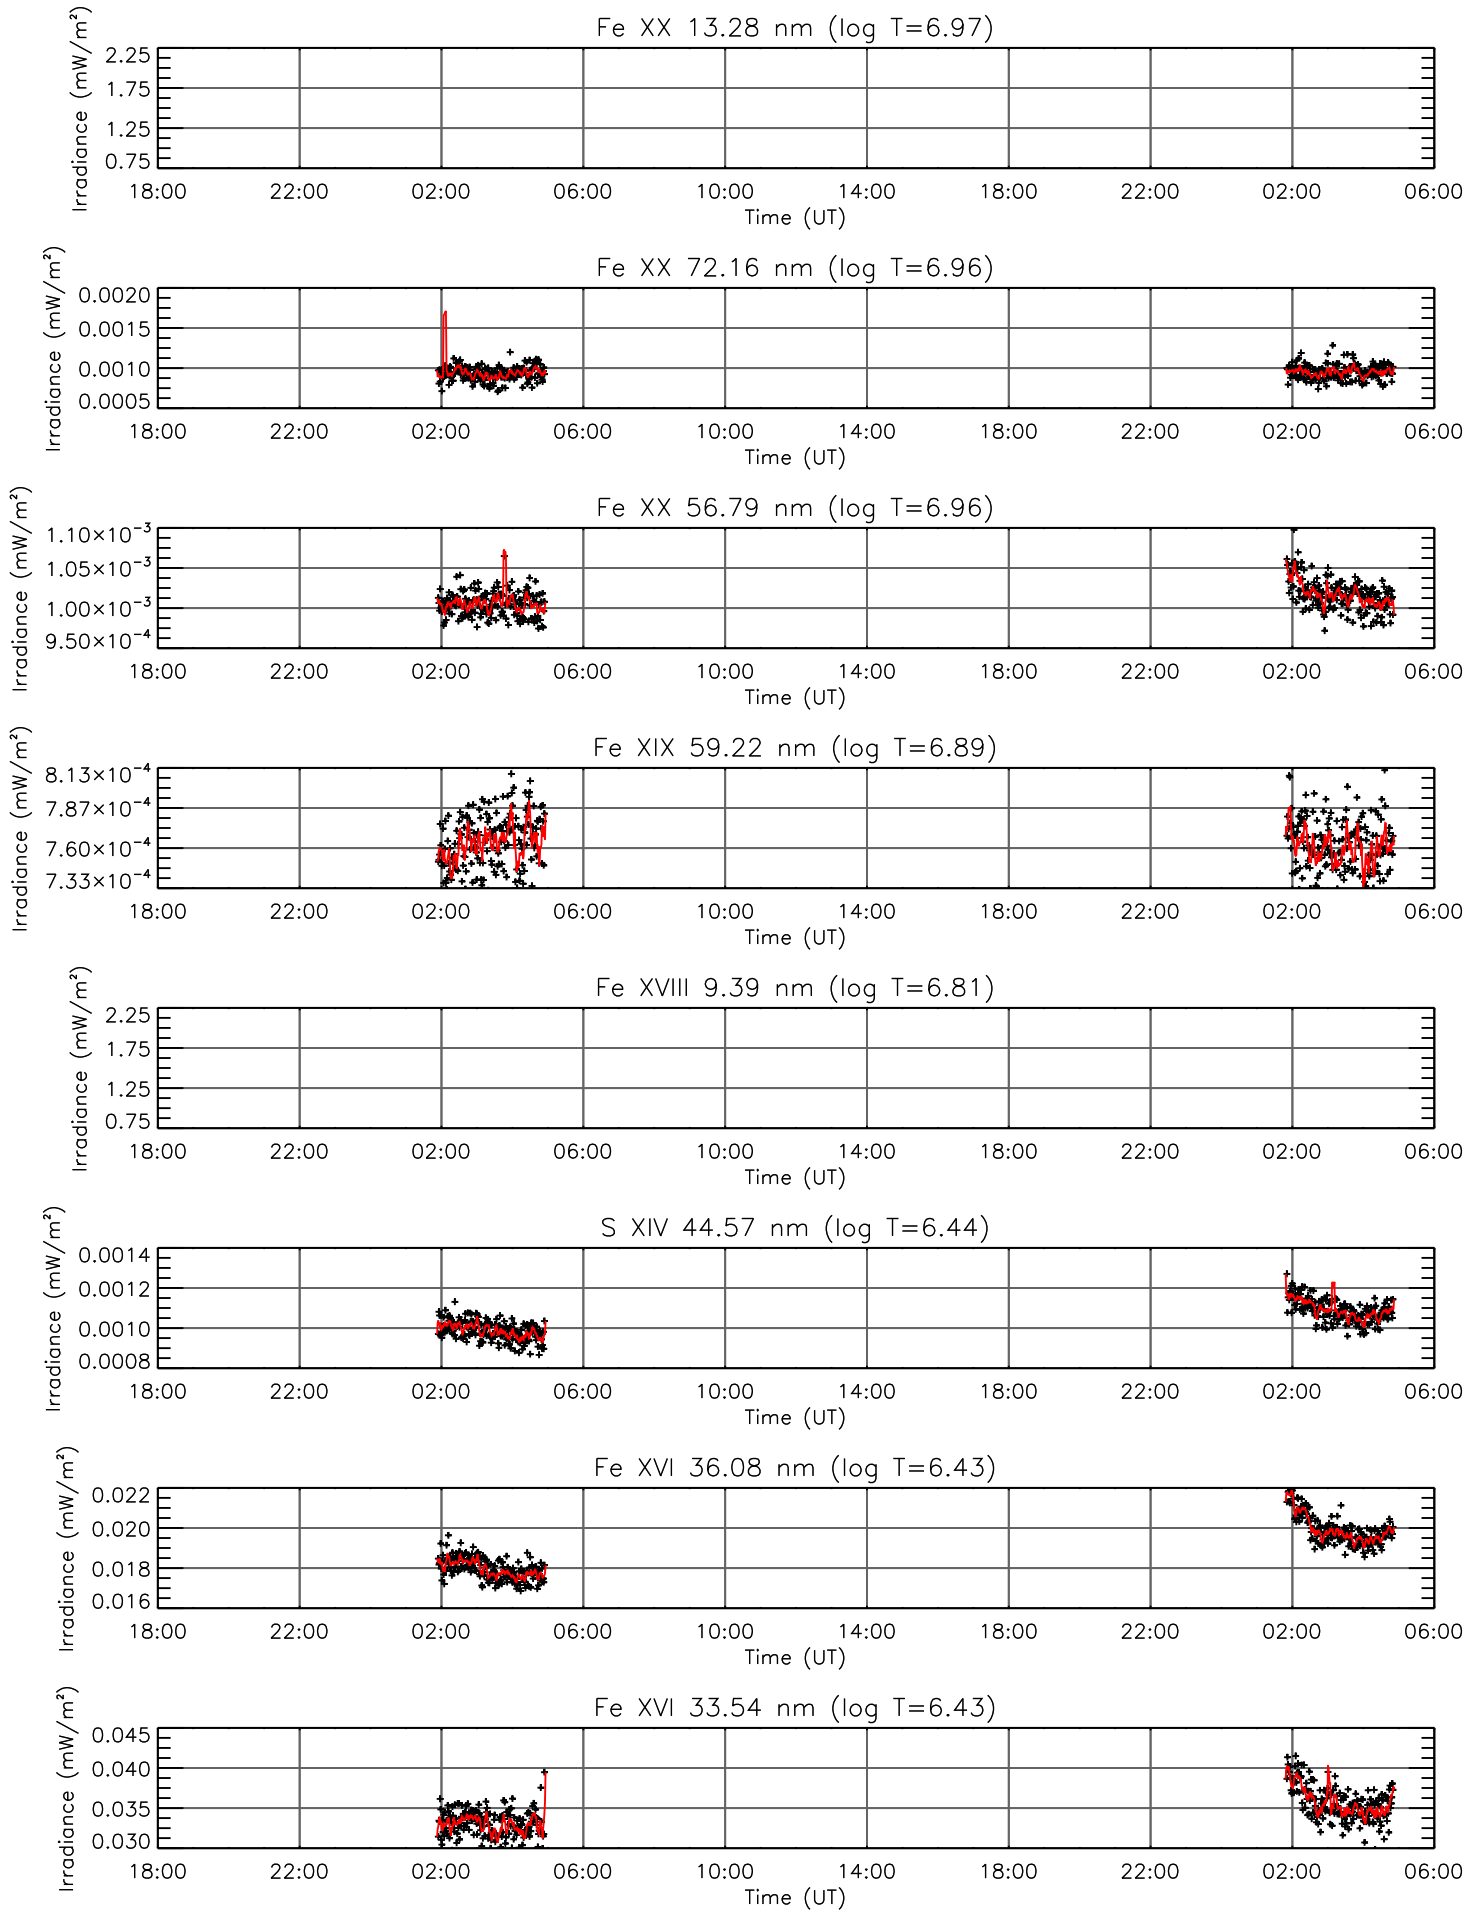 Fe XX 13.28 nm (log T=6.97)
Irradiance (mW/m²)
2.25
1.75
1.25
0.75
18:00 22:00 02:00 06:00 10:00 14:00 18:00 22:00 02:00 06:00
Time (UT)
Fe XX 72.16 nm (log T=6.96)
Irradiance (mW/m²)
0.0020
0.0015
0.0010
0.0005
18:00 22:00 02:00 06:00 10:00 14:00 18:00 22:00 02:00 06:00
Time (UT)
Fe XX 56.79 nm (log T=6.96)
Irradiance (mW/m²)
1.10×10⁻³
1.05×10⁻³
1.00×10⁻³
9.50×10⁻⁴
18:00 22:00 02:00 06:00 10:00 14:00 18:00 22:00 02:00 06:00
Time (UT)
Fe XIX 59.22 nm (log T=6.89)
Irradiance (mW/m²)
8.13×10⁻⁴
7.87×10⁻⁴
7.60×10⁻⁴
7.33×10⁻⁴
18:00 22:00 02:00 06:00 10:00 14:00 18:00 22:00 02:00 06:00
Time (UT)
Fe XVIII 9.39 nm (log T=6.81)
Irradiance (mW/m²)
2.25
1.75
1.25
0.75
18:00 22:00 02:00 06:00 10:00 14:00 18:00 22:00 02:00 06:00
Time (UT)
S XIV 44.57 nm (log T=6.44)
Irradiance (mW/m²)
0.0014
0.0012
0.0010
0.0008
18:00 22:00 02:00 06:00 10:00 14:00 18:00 22:00 02:00 06:00
Time (UT)
Fe XVI 36.08 nm (log T=6.43)
Irradiance (mW/m²)
0.022
0.020
0.018
0.016
18:00 22:00 02:00 06:00 10:00 14:00 18:00 22:00 02:00 06:00
Time (UT)
Fe XVI 33.54 nm (log T=6.43)
Irradiance (mW/m²)
0.045
0.040
0.035
0.030
18:00 22:00 02:00 06:00 10:00 14:00 18:00 22:00 02:00 06:00
Time (UT)